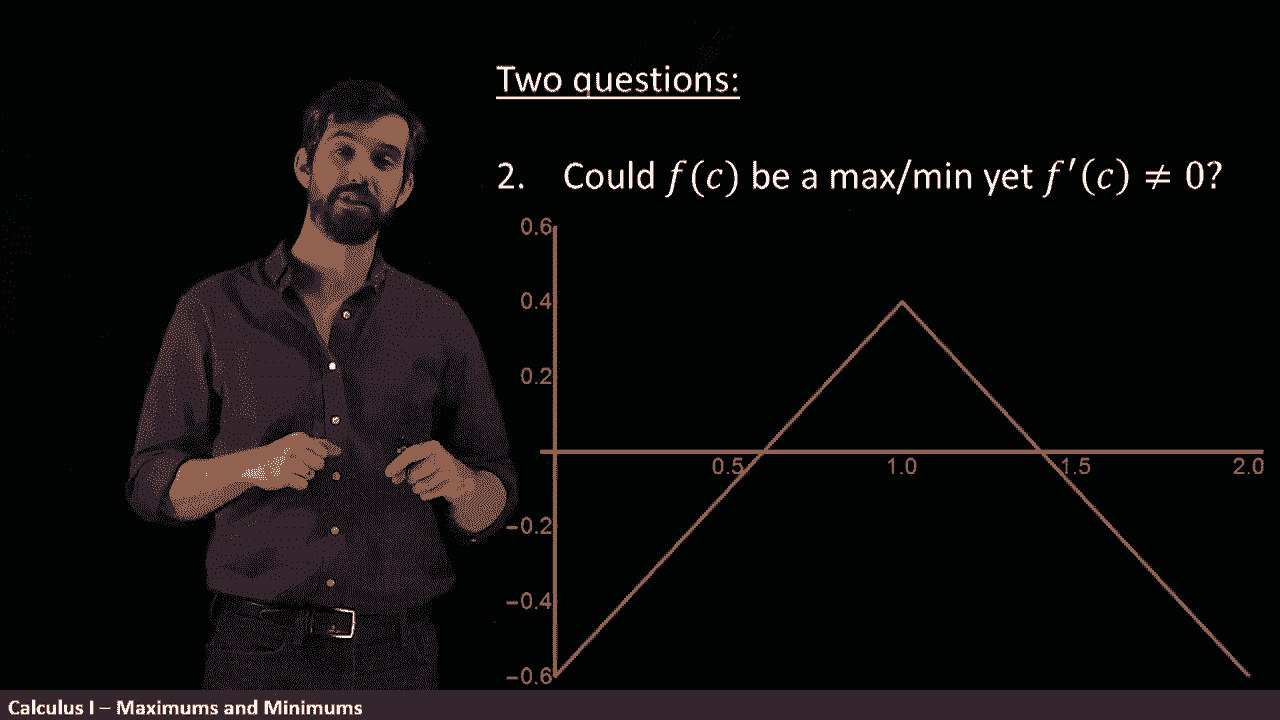 Two questions:
2. Could f(c) be a max/min yet f′(c) ≠ 0?
0.6
0.4
0.2
0.5 1.0 1.5 2.0
−0.2
−0.4
−0.6
Calculus I – Maximums and Minimums